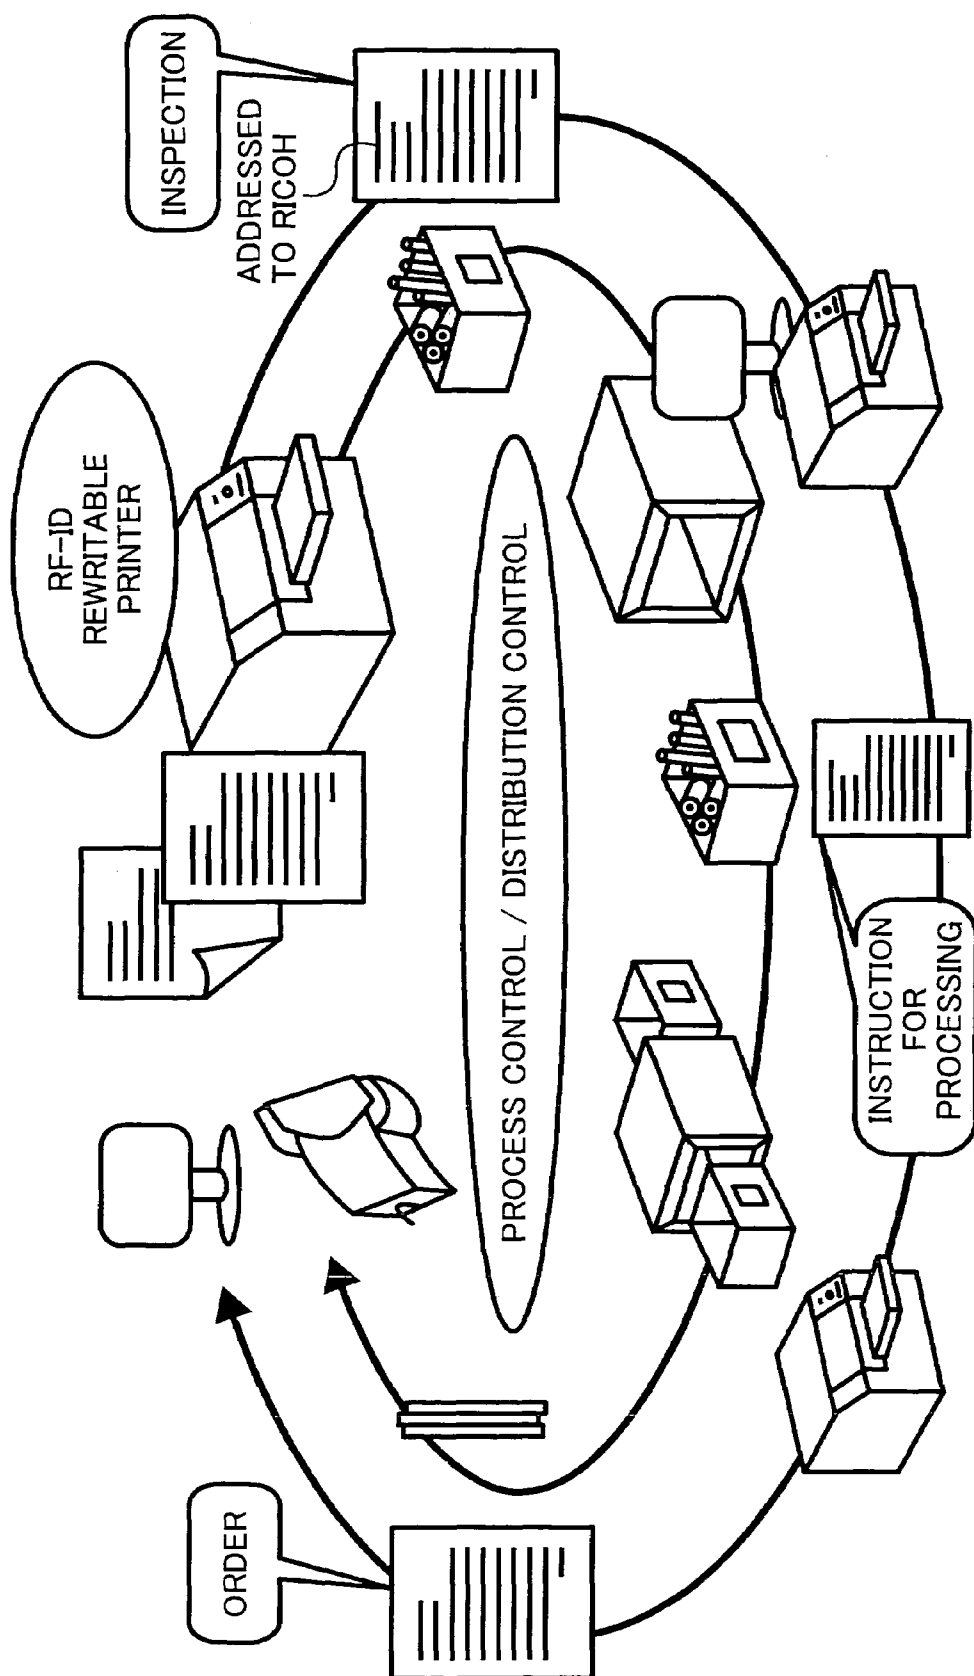 ORDER
RF-ID
REWRITABLE
PRINTER
INSPECTION
ADDRESSED
TO RICOH
PROCESS CONTROL / DISTRIBUTION CONTROL
INSTRUCTION
FOR
PROCESSING